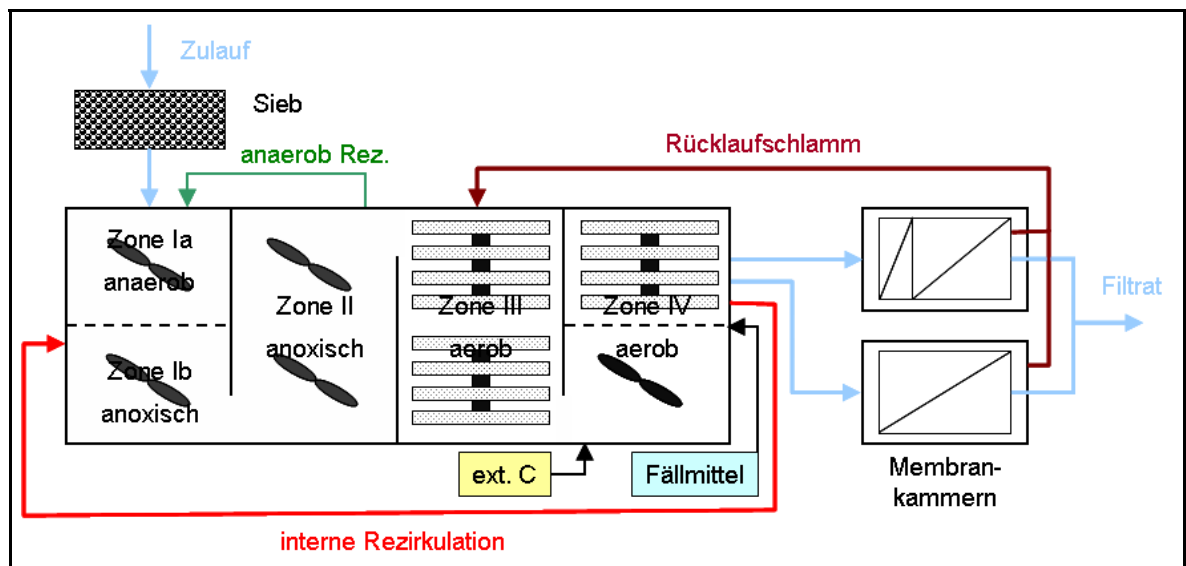 Zulauf
Sieb
anaerob Rez.
Rücklaufschlamm
Zone Ia
anaerob
Zone Ib
anoxisch
Zone II
anoxisch
Zone III
aerob
Zone IV
aerob
Filtrat
ext. C
Fällmittel
Membran-
kammern
interne Rezirkulation